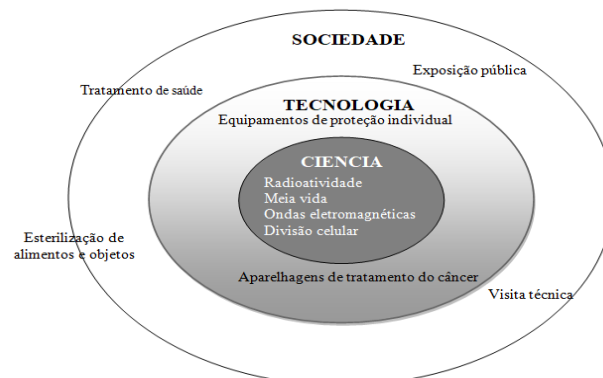 SOCIEDADE
Exposição pública
Tratamento de saúde
TECNOLOGIA
Equipamentos de proteção individual
CIENCIA
Radioatividade
Meia vida
Ondas eletromagnéticas
Divisão celular
Esterilização de
alimentos e objetos
Aparelhagens de tratamento do câncer
Visita técnica